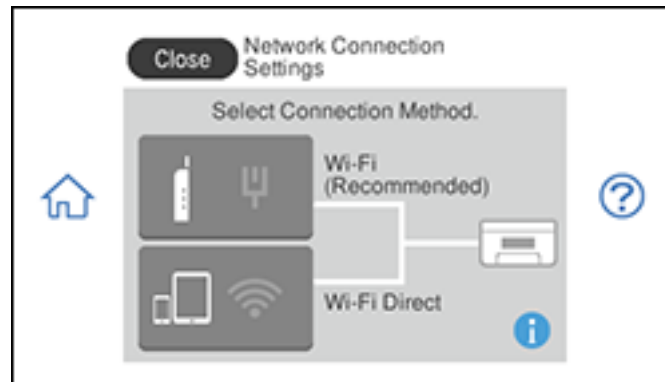 Close
Network Connection
Settings
Select Connection Method.
Wi-Fi
(Recommended)
Wi-Fi Direct